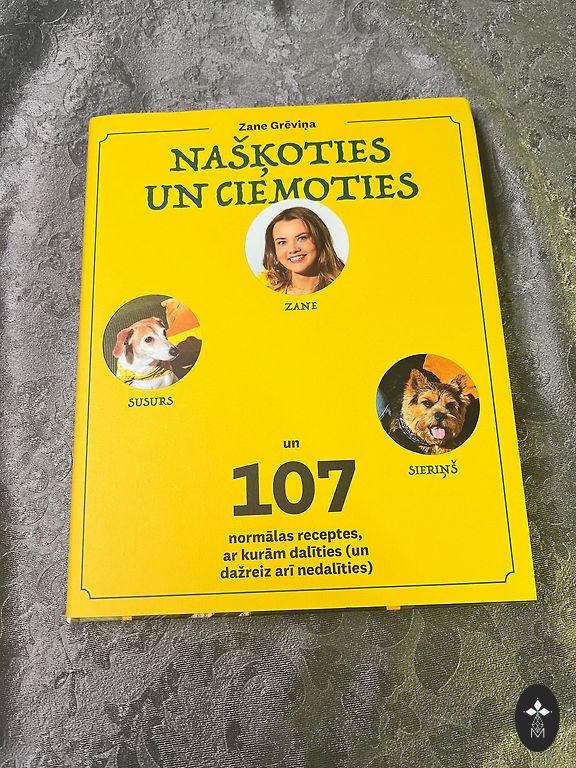 Zane Grēviņa
NAŠĶOTIES
UN CIEMOTIES
ZANE
SUSURS
SIERIŅŠ
un
107
normālas receptes,
ar kurām dalīties (un
dažreiz arī nedalīties)
M